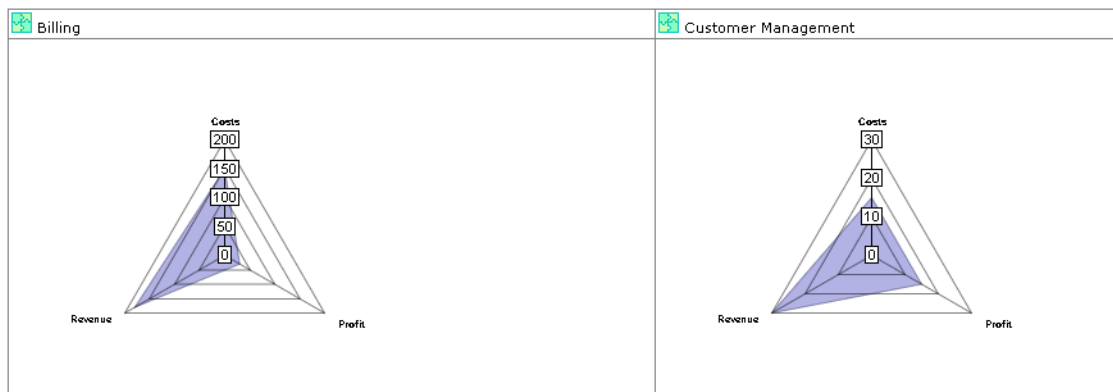 Billing
Customer Management
Costs
200
150
100
50
0
Revenue
Profit
Costs
30
20
10
0
Revenue
Profit